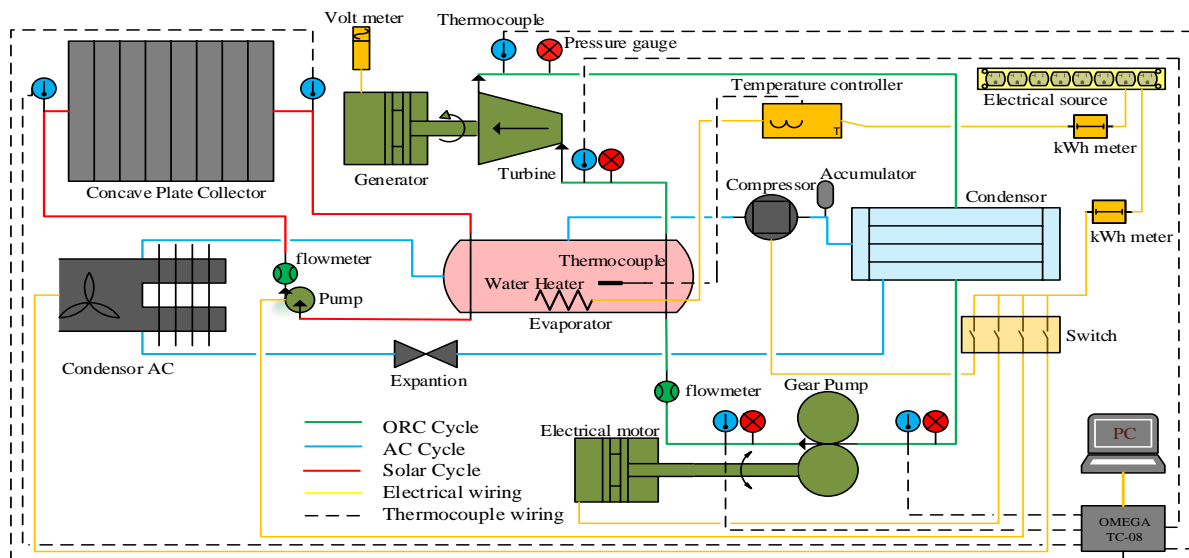 Volt meter
Thermocouple
Pressure gauge
Temperature controller
T
Electrical source
kWh meter
Concave Plate Collector
Generator
Turbine
Compressor
Accumulator
Condensor
kWh meter
flowmeter
Pump
Thermocouple
Water Heater
Evaporator
Switch
Condensor AC
Expantion
flowmeter
Gear Pump
ORC Cycle
AC Cycle
Solar Cycle
Electrical wiring
Thermocouple wiring
Electrical motor
PC
OMEGA
TC-08